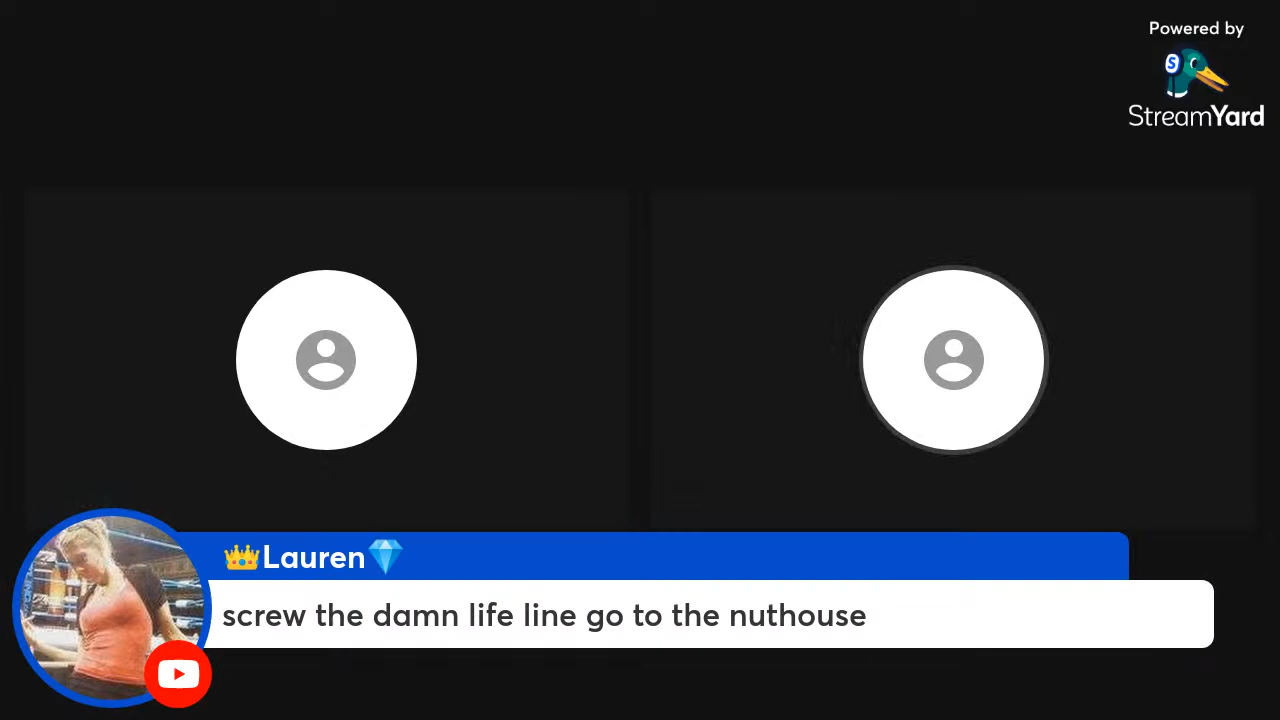 Powered by
S
StreamYard
👑Lauren💎
screw the damn life line go to the nuthouse